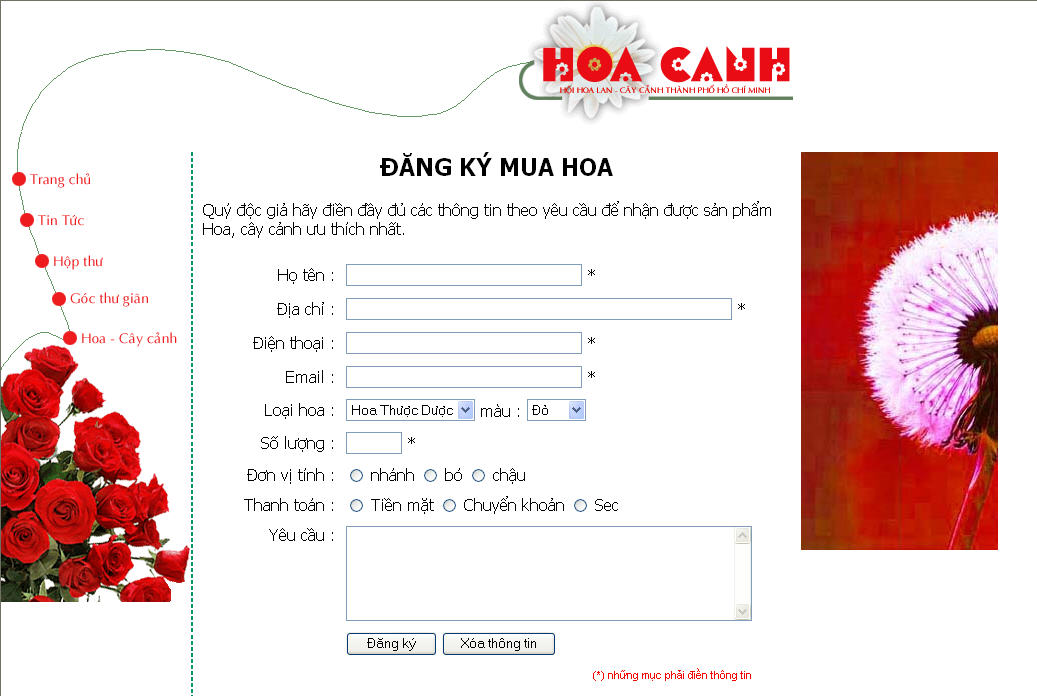 HOA CẢNH
HỘI HOA LAN - CÂY CẢNH THÀNH PHỐ HỒ CHÍ MINH
Trang chủ
Tin Tức
Hộp thư
Góc thư giãn
Hoa - Cây cảnh
ĐĂNG KÝ MUA HOA
Quý độc giả hãy điền đầy đủ các thông tin theo yêu cầu để nhận được sản phẩm
Hoa, cây cảnh ưu thích nhất.
Họ tên : *
Địa chỉ : *
Điện thoại : *
Email : *
Loại hoa : Hoa Thược Dược màu : Đỏ
Số lượng : *
Đơn vị tính : nhánh bó chậu
Thanh toán : Tiền mặt Chuyển khoản Sec
Yêu cầu :
Đăng ký Xóa thông tin
(*) những mục phải điền thông tin